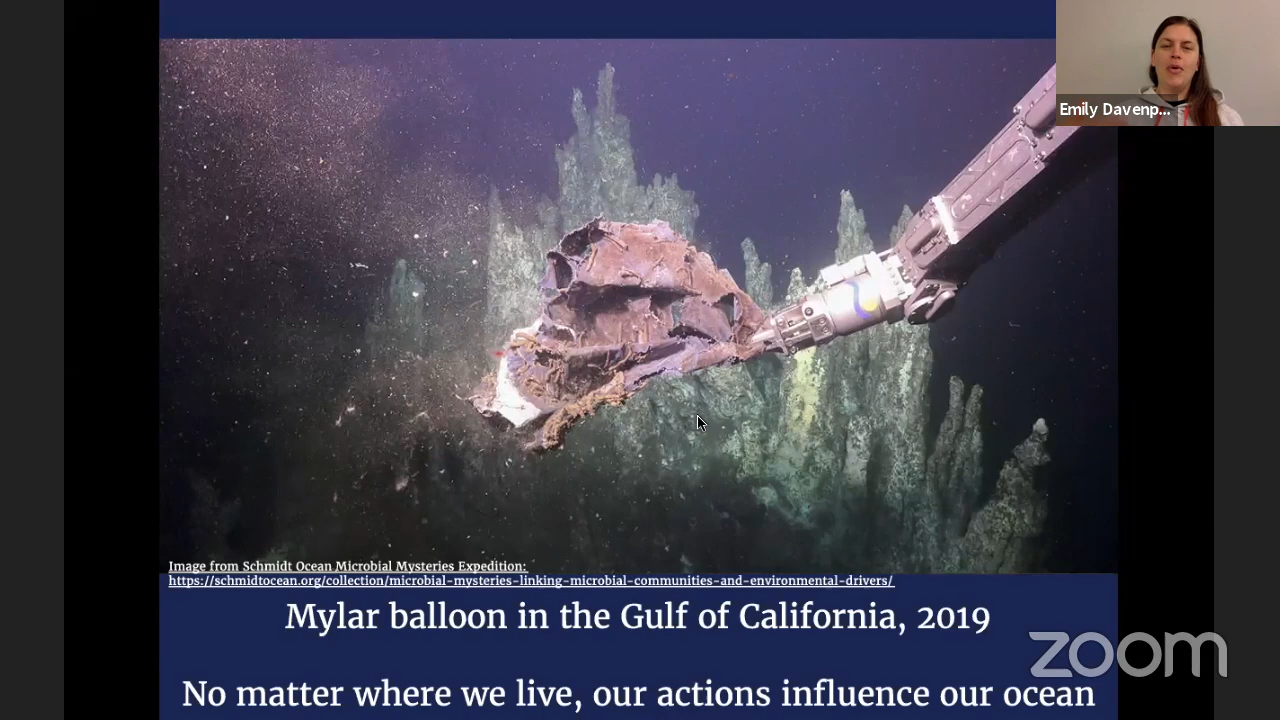 Emily Davenp...
Image from Schmidt Ocean Microbial Mysteries Expedition:
https://schmidtocean.org/collection/microbial-mysteries-linking-microbial-communities-and-environmental-drivers/
Mylar balloon in the Gulf of California, 2019
zoom
No matter where we live, our actions influence our ocean